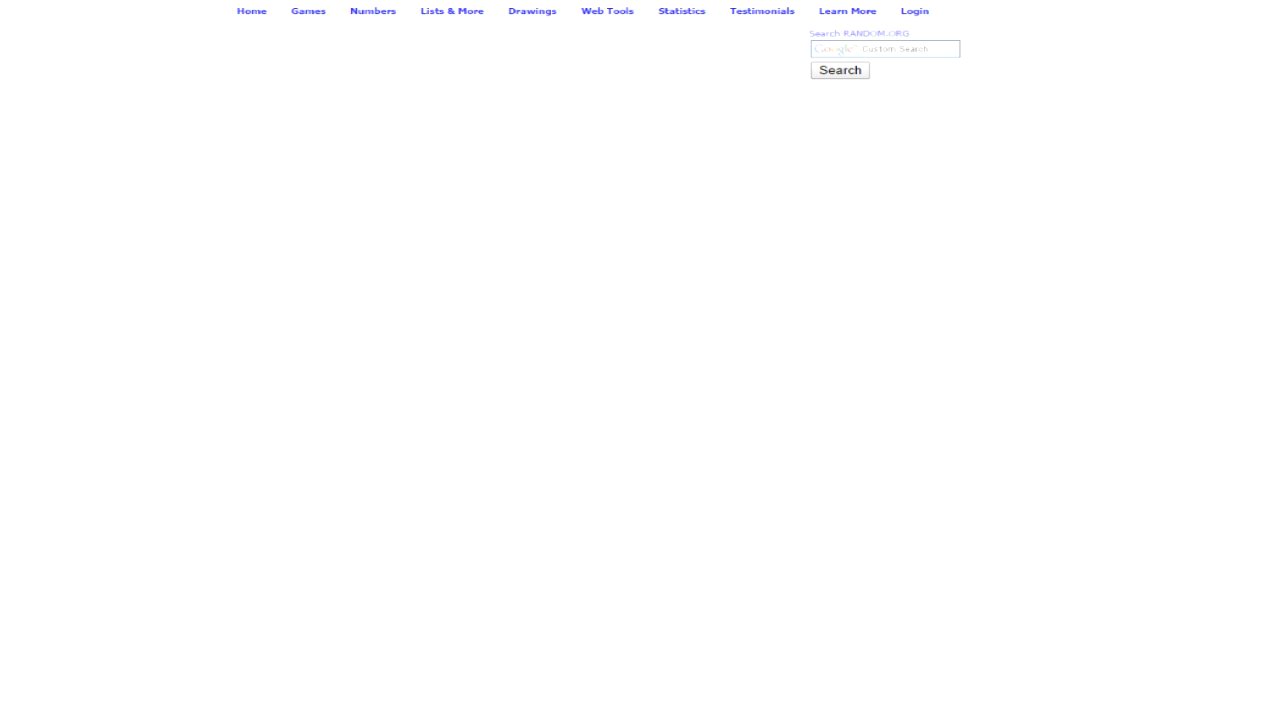 Home Games Numbers Lists & More Drawings Web Tools Statistics Testimonials Learn More Login
Search RANDOM.ORG
Google™ Custom Search
Search